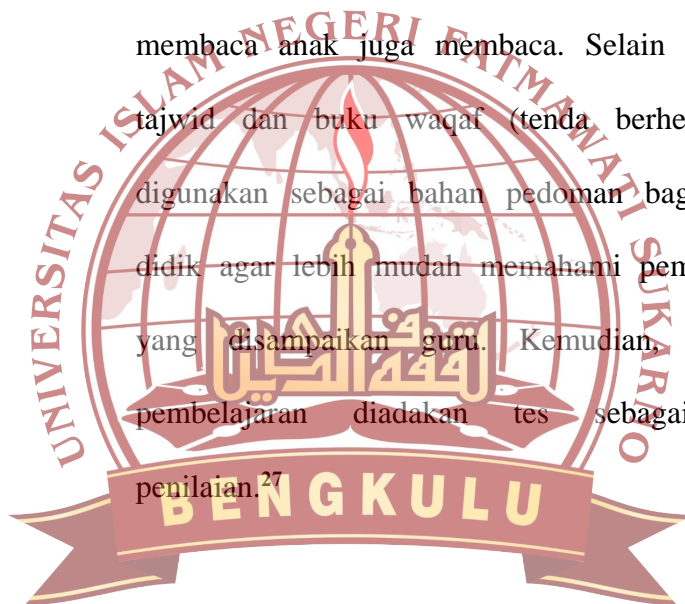 membaca anak juga membaca. Selain
tajwid dan buku waqaf (tenda berhe
digunakan sebagai bahan pedoman bag
didik agar lebih mudah memahami pem
yang disampaikan guru. Kemudian,
pembelajaran diadakan tes sebagai
penilaian.²⁷
UNIVERSITAS ISLAM NEGERI FATMAWATI SUKARNO
BENGKULU